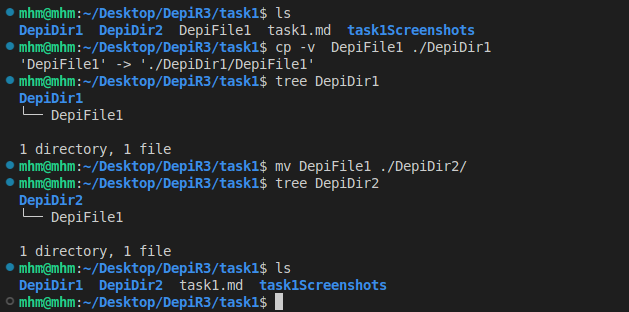 mhm@mhm:~/Desktop/DepiR3/task1$ ls
DepiDir1  DepiDir2  DepiFile1  task1.md  task1Screenshots
mhm@mhm:~/Desktop/DepiR3/task1$ cp -v  DepiFile1 ./DepiDir1
'DepiFile1' -> './DepiDir1/DepiFile1'
mhm@mhm:~/Desktop/DepiR3/task1$ tree DepiDir1
DepiDir1
└── DepiFile1
1 directory, 1 file
mhm@mhm:~/Desktop/DepiR3/task1$ mv DepiFile1 ./DepiDir2/
mhm@mhm:~/Desktop/DepiR3/task1$ tree DepiDir2
DepiDir2
└── DepiFile1
1 directory, 1 file
mhm@mhm:~/Desktop/DepiR3/task1$ ls
DepiDir1  DepiDir2  task1.md  task1Screenshots
mhm@mhm:~/Desktop/DepiR3/task1$